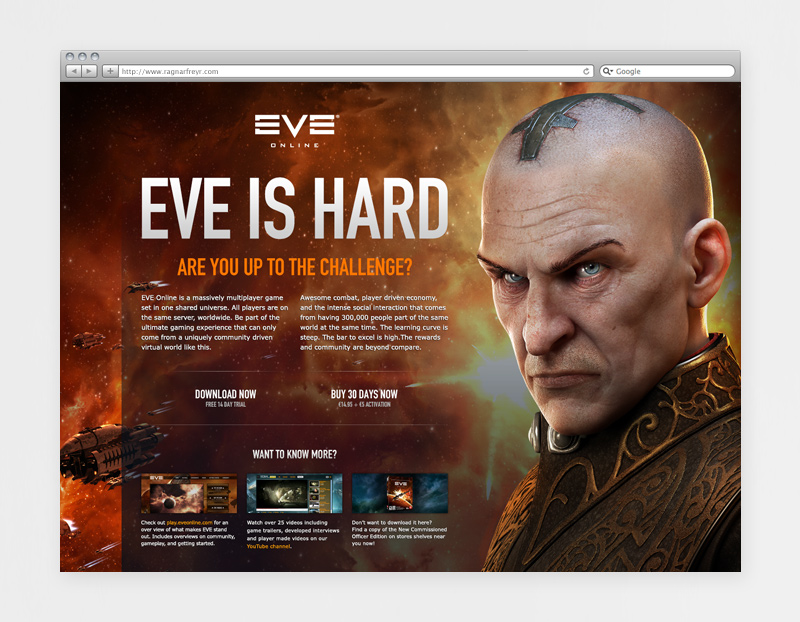 http://www.ragnarfreyr.com
Google
EVE
ONLINE
EVE IS HARD
ARE YOU UP TO THE CHALLENGE?
EVE Online is a massively multiplayer game
set in one shared universe. All players are on
the same server, worldwide. Be part of the
ultimate gaming experience that can only
come from a uniquely community driven
virtual world like this.
Awesome combat, player driven economy,
and the intense social interaction that comes
from having 300,000 people part of the same
world at the same time. The learning curve is
steep. The bar to excel is high.The rewards
and community are beyond compare.
DOWNLOAD NOW
FREE 14 DAY TRIAL
BUY 30 DAYS NOW
€14.95 + €5 ACTIVATION
WANT TO KNOW MORE?
Check out play.eveonline.com for an
over view of what makes EVE stand
out. Includes overviews on community,
gameplay, and getting started.
Watch over 25 videos including
game trailers, developed interviews
and player made videos on our
YouTube channel.
Don't want to download it here?
Find a copy of the New Commissioned
Officer Edition on stores shelves near
you now!